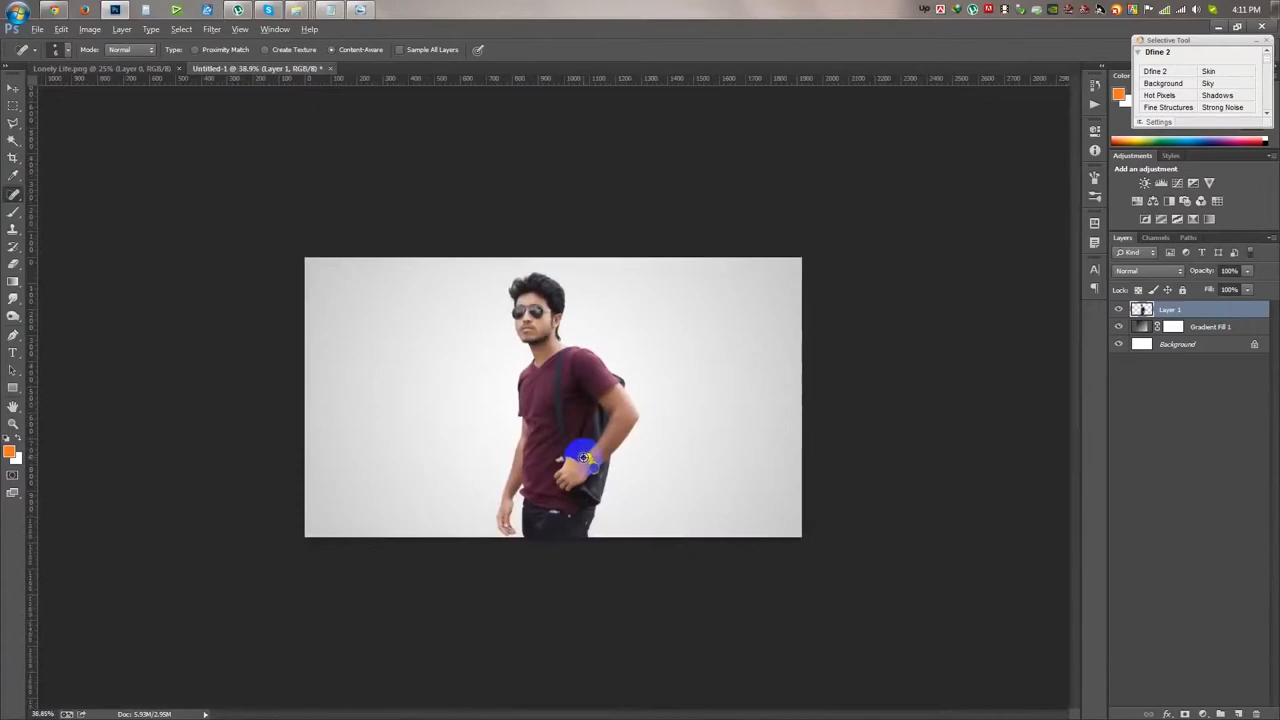 4:11 PM
Ps File Edit Image Layer Type Select Filter View Window Help
6 Mode: Normal Type: Proximity Match Create Texture Content-Aware Sample All Layers
Lonely Life.png @ 25% (Layer 0, RGB/8) × Untitled-1 @ 38.9% (Layer 1, RGB/8) * ×
Selective Tool
Dfine 2
Dfine 2 Skin
Background Sky
Hot Pixels Shadows
Fine Structures Strong Noise
Settings
Color
Adjustments Styles
Add an adjustment
Layers Channels Paths
Kind
Normal Opacity: 100%
Lock: Fill: 100%
Layer 1
Gradient Fill 1
Background
38.85% Doc: 5.93M/2.95M